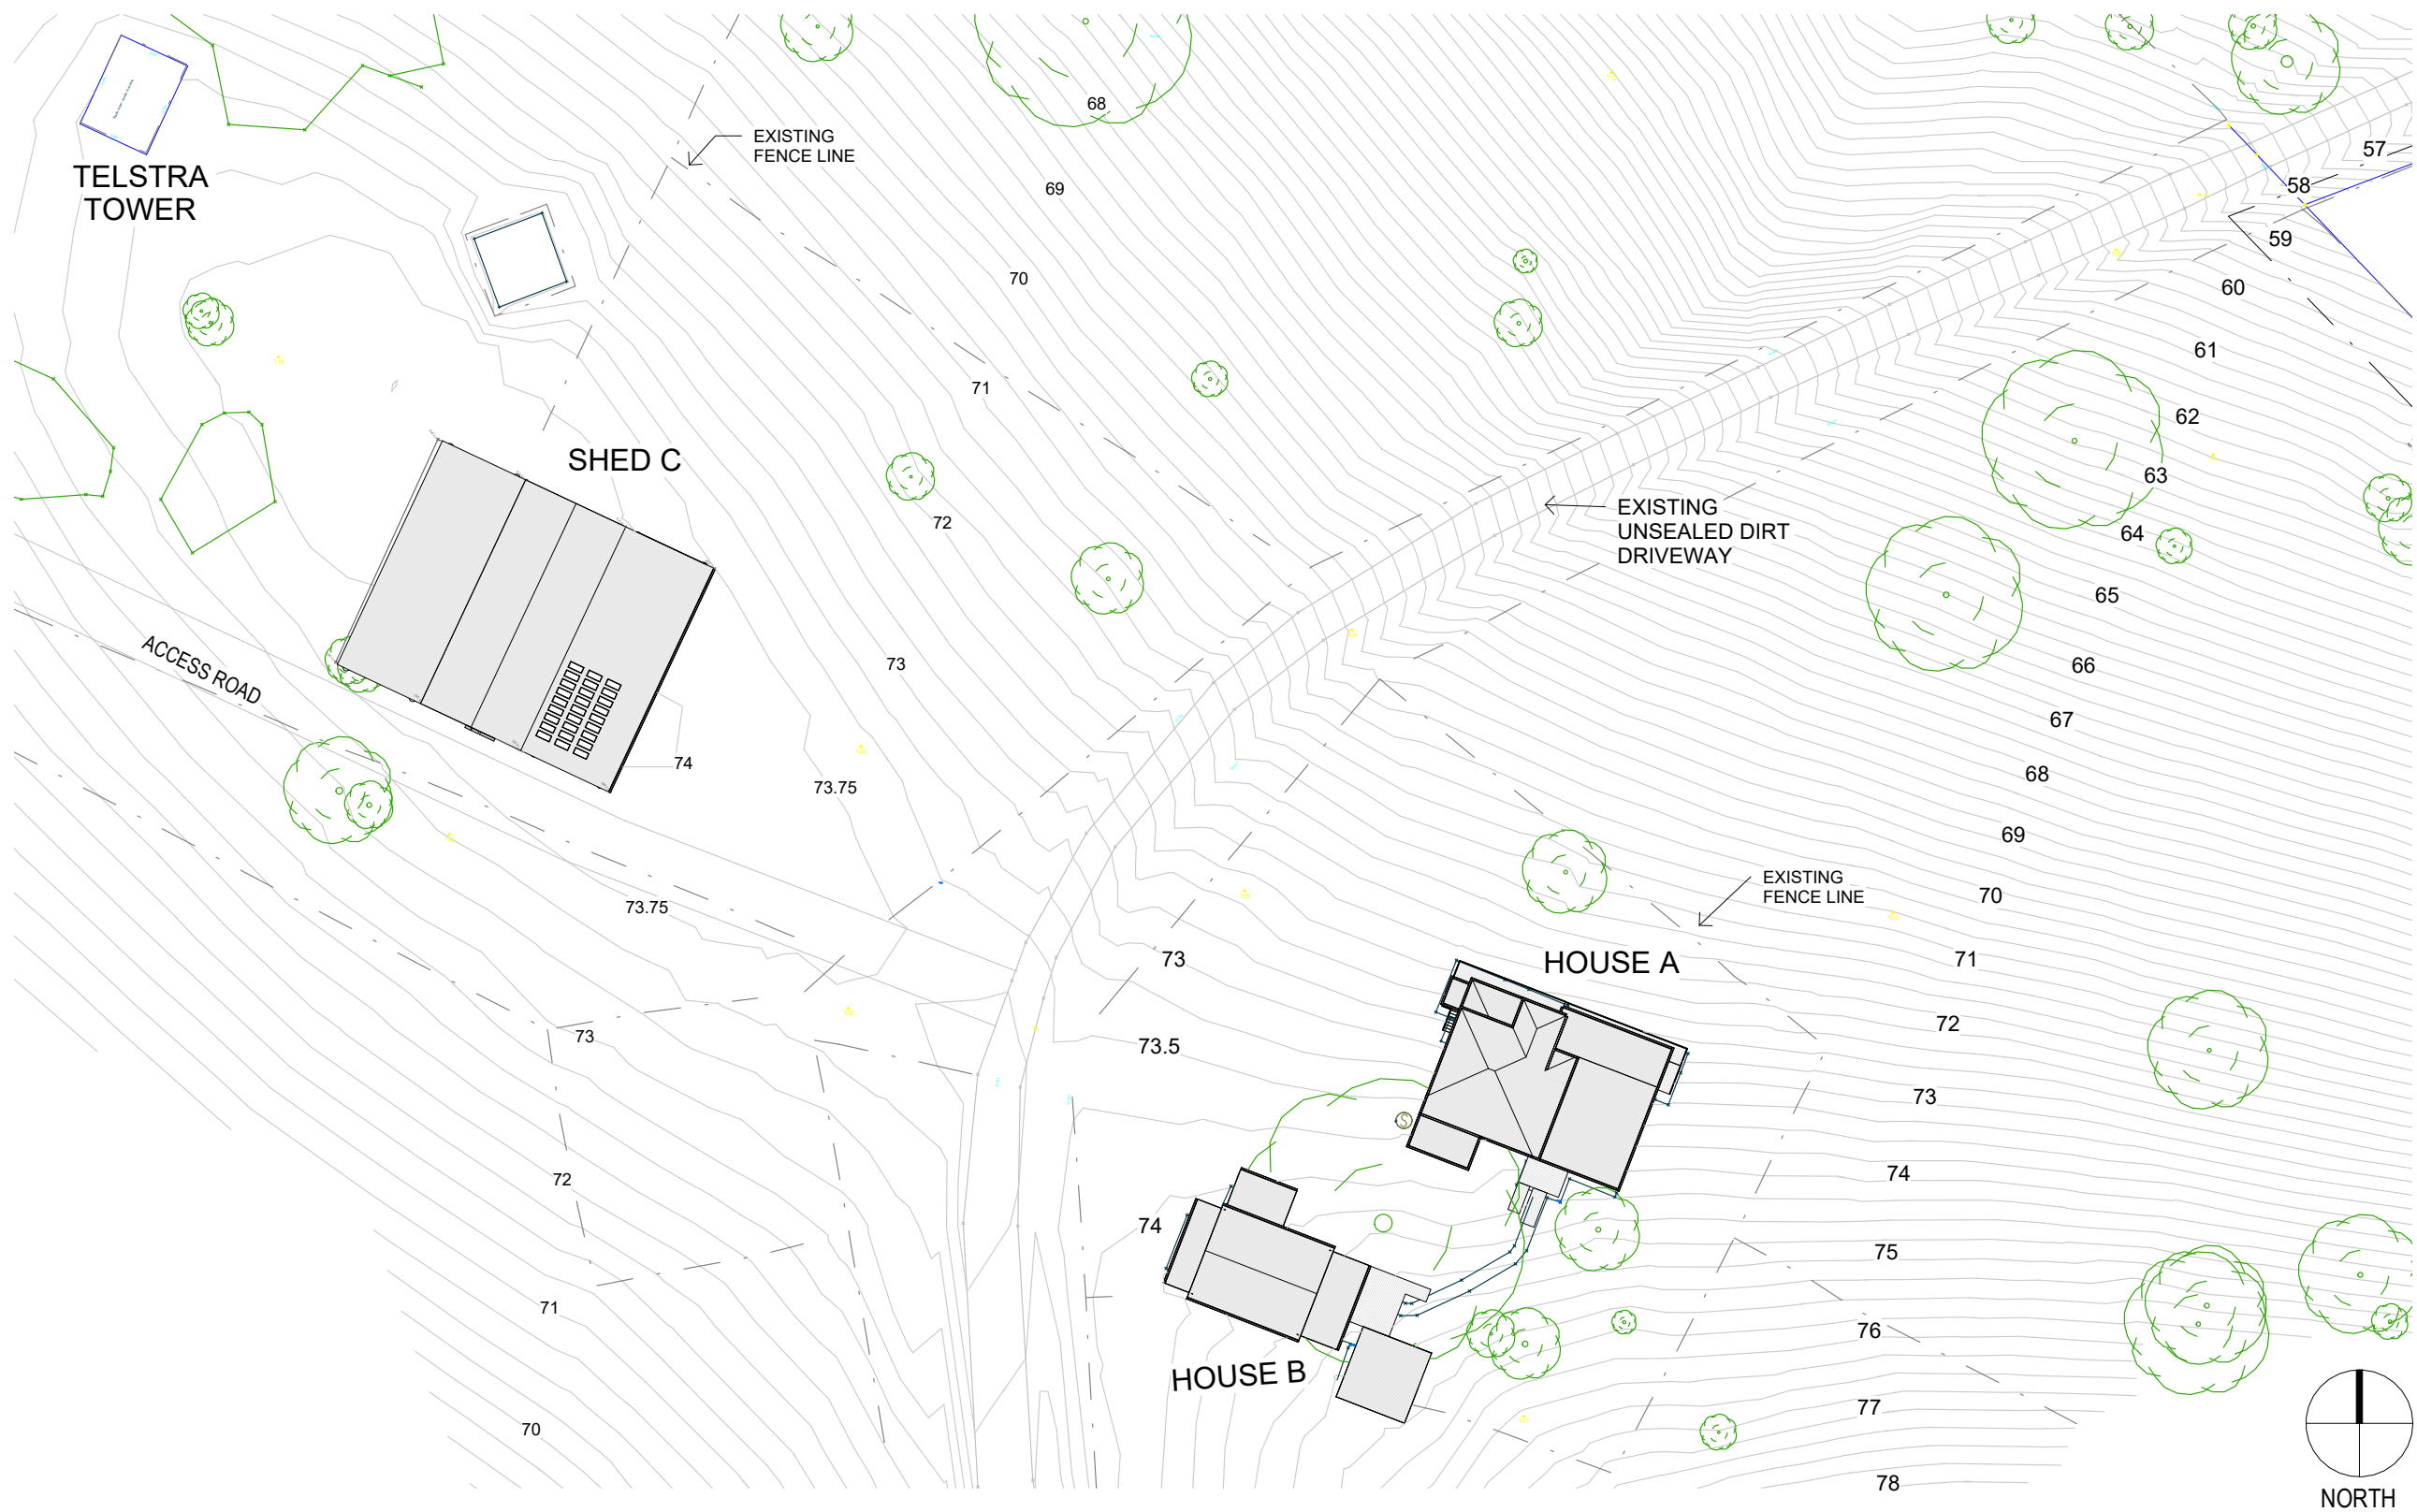 TELSTRA
TOWER
EXISTING
FENCE LINE
68
69
70
71
72
73
73.75
74
SHED C
ACCESS ROAD
73.75
73
72
71
70
57
58
59
60
61
62
63
64
65
66
67
68
69
70
71
72
73
74
75
76
77
78
EXISTING
UNSEALED DIRT
DRIVEWAY
EXISTING
FENCE LINE
HOUSE A
73
73.5
74
S
HOUSE B
NORTH